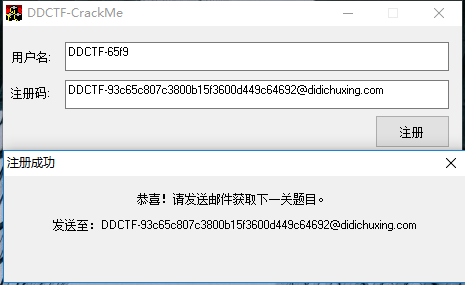 DDCTF-CrackMe
用户名: DDCTF-65f9
注册码: DDCTF-93c65c807c3800b15f3600d449c64692@didichuxing.com
注册
注册成功
恭喜！请发送邮件获取下一关题目。
发送至：DDCTF-93c65c807c3800b15f3600d449c64692@didichuxing.com